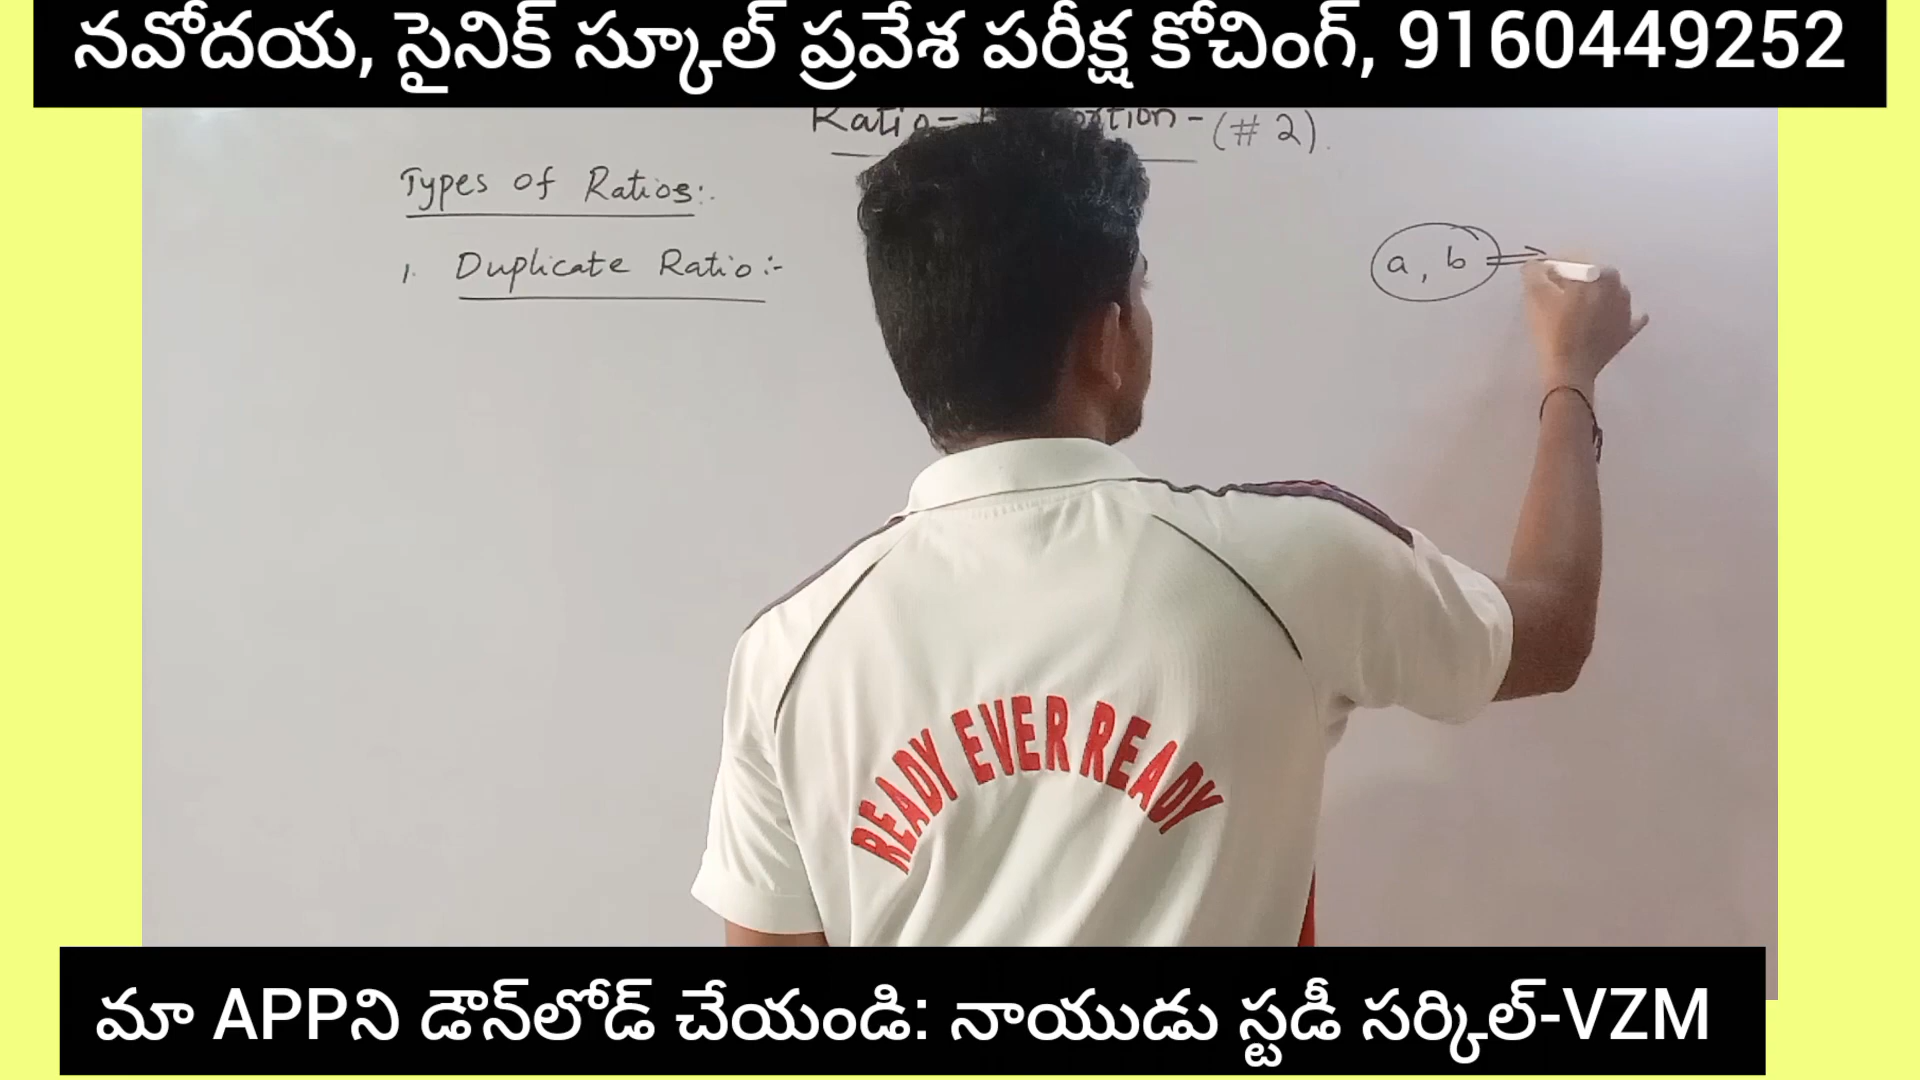 నవోదయ, సైనిక్ స్కూల్ ప్రవేశ పరీక్ష కోచింగ్, 9160449252
Ratio - (# 2).
Types of Ratios:-
1. Duplicate Ratio:-
a, b ⇒
READY EVER READY
మా APPని డౌన్‌లోడ్ చేయండి: నాయుడు స్టడీ సర్కిల్-VZM